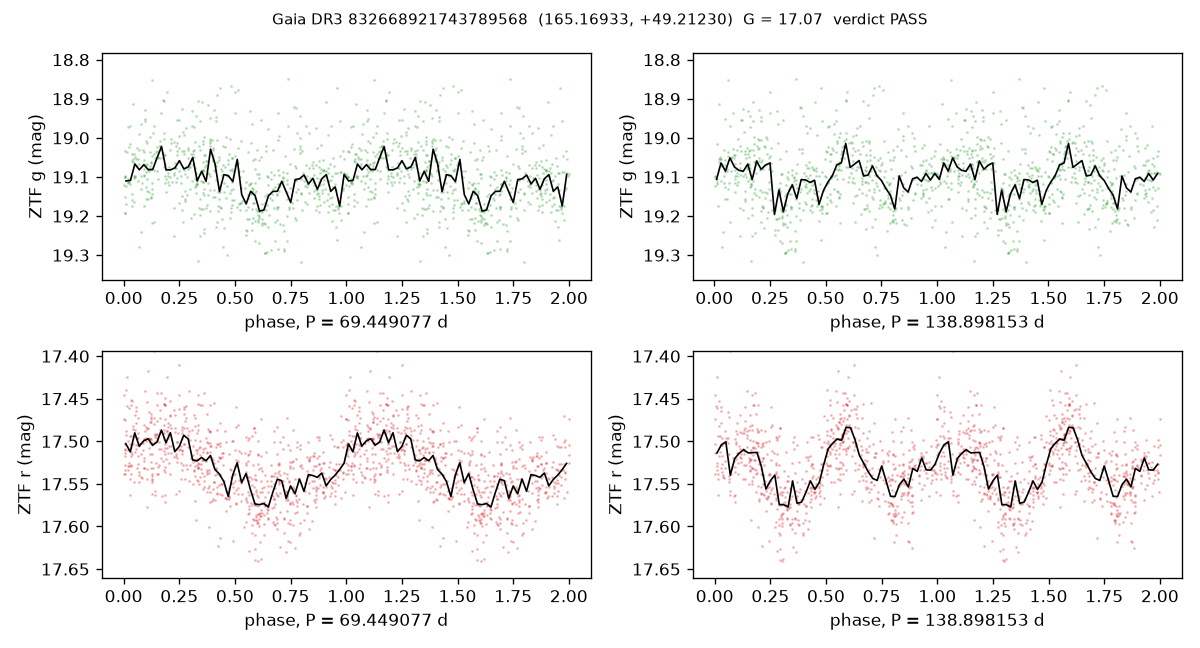 Gaia DR3 832668921743789568  (165.16933, +49.21230)  G = 17.07  verdict PASS
ZTF g (mag)
18.8
18.9
19.0
19.1
19.2
19.3
0.00 0.25 0.50 0.75 1.00 1.25 1.50 1.75 2.00
phase, P = 69.449077 d
ZTF g (mag)
18.8
18.9
19.0
19.1
19.2
19.3
0.00 0.25 0.50 0.75 1.00 1.25 1.50 1.75 2.00
phase, P = 138.898153 d
ZTF r (mag)
17.40
17.45
17.50
17.55
17.60
17.65
0.00 0.25 0.50 0.75 1.00 1.25 1.50 1.75 2.00
phase, P = 69.449077 d
ZTF r (mag)
17.40
17.45
17.50
17.55
17.60
17.65
0.00 0.25 0.50 0.75 1.00 1.25 1.50 1.75 2.00
phase, P = 138.898153 d